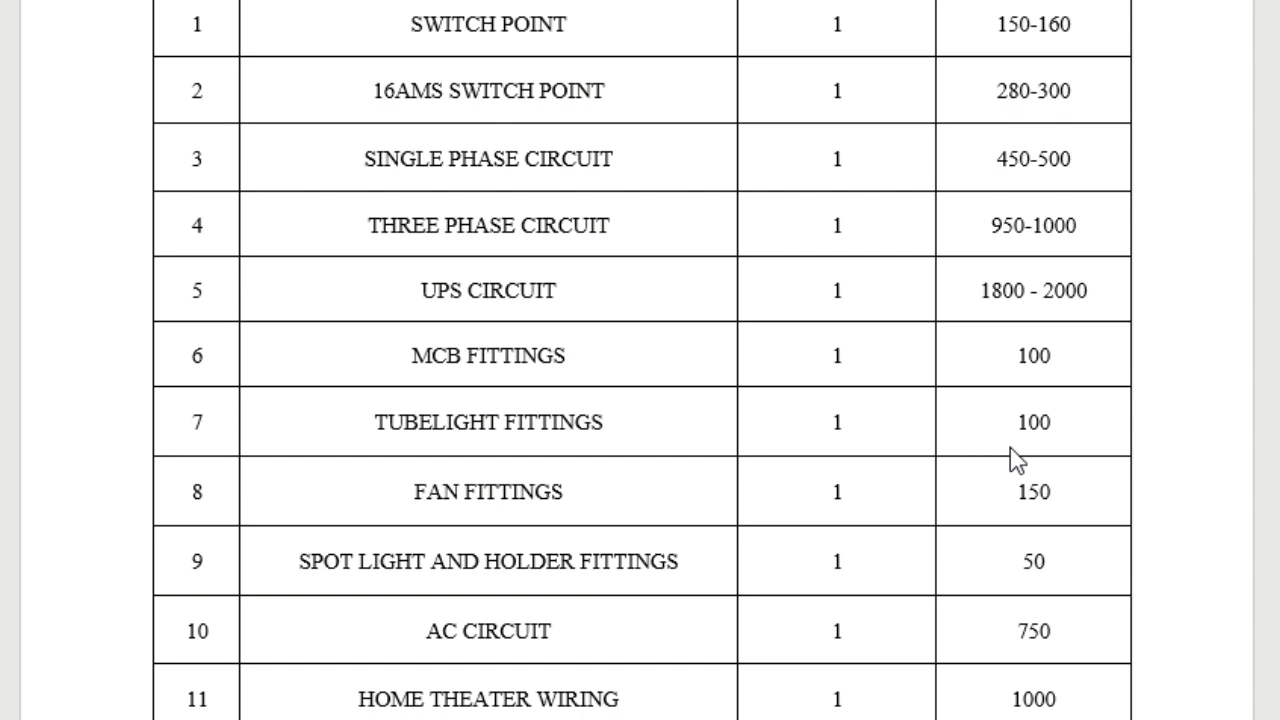 1 SWITCH POINT 1 150-160
2 16AMS SWITCH POINT 1 280-300
3 SINGLE PHASE CIRCUIT 1 450-500
4 THREE PHASE CIRCUIT 1 950-1000
5 UPS CIRCUIT 1 1800 - 2000
6 MCB FITTINGS 1 100
7 TUBELIGHT FITTINGS 1 100
8 FAN FITTINGS 1 150
9 SPOT LIGHT AND HOLDER FITTINGS 1 50
10 AC CIRCUIT 1 750
11 HOME THEATER WIRING 1 1000